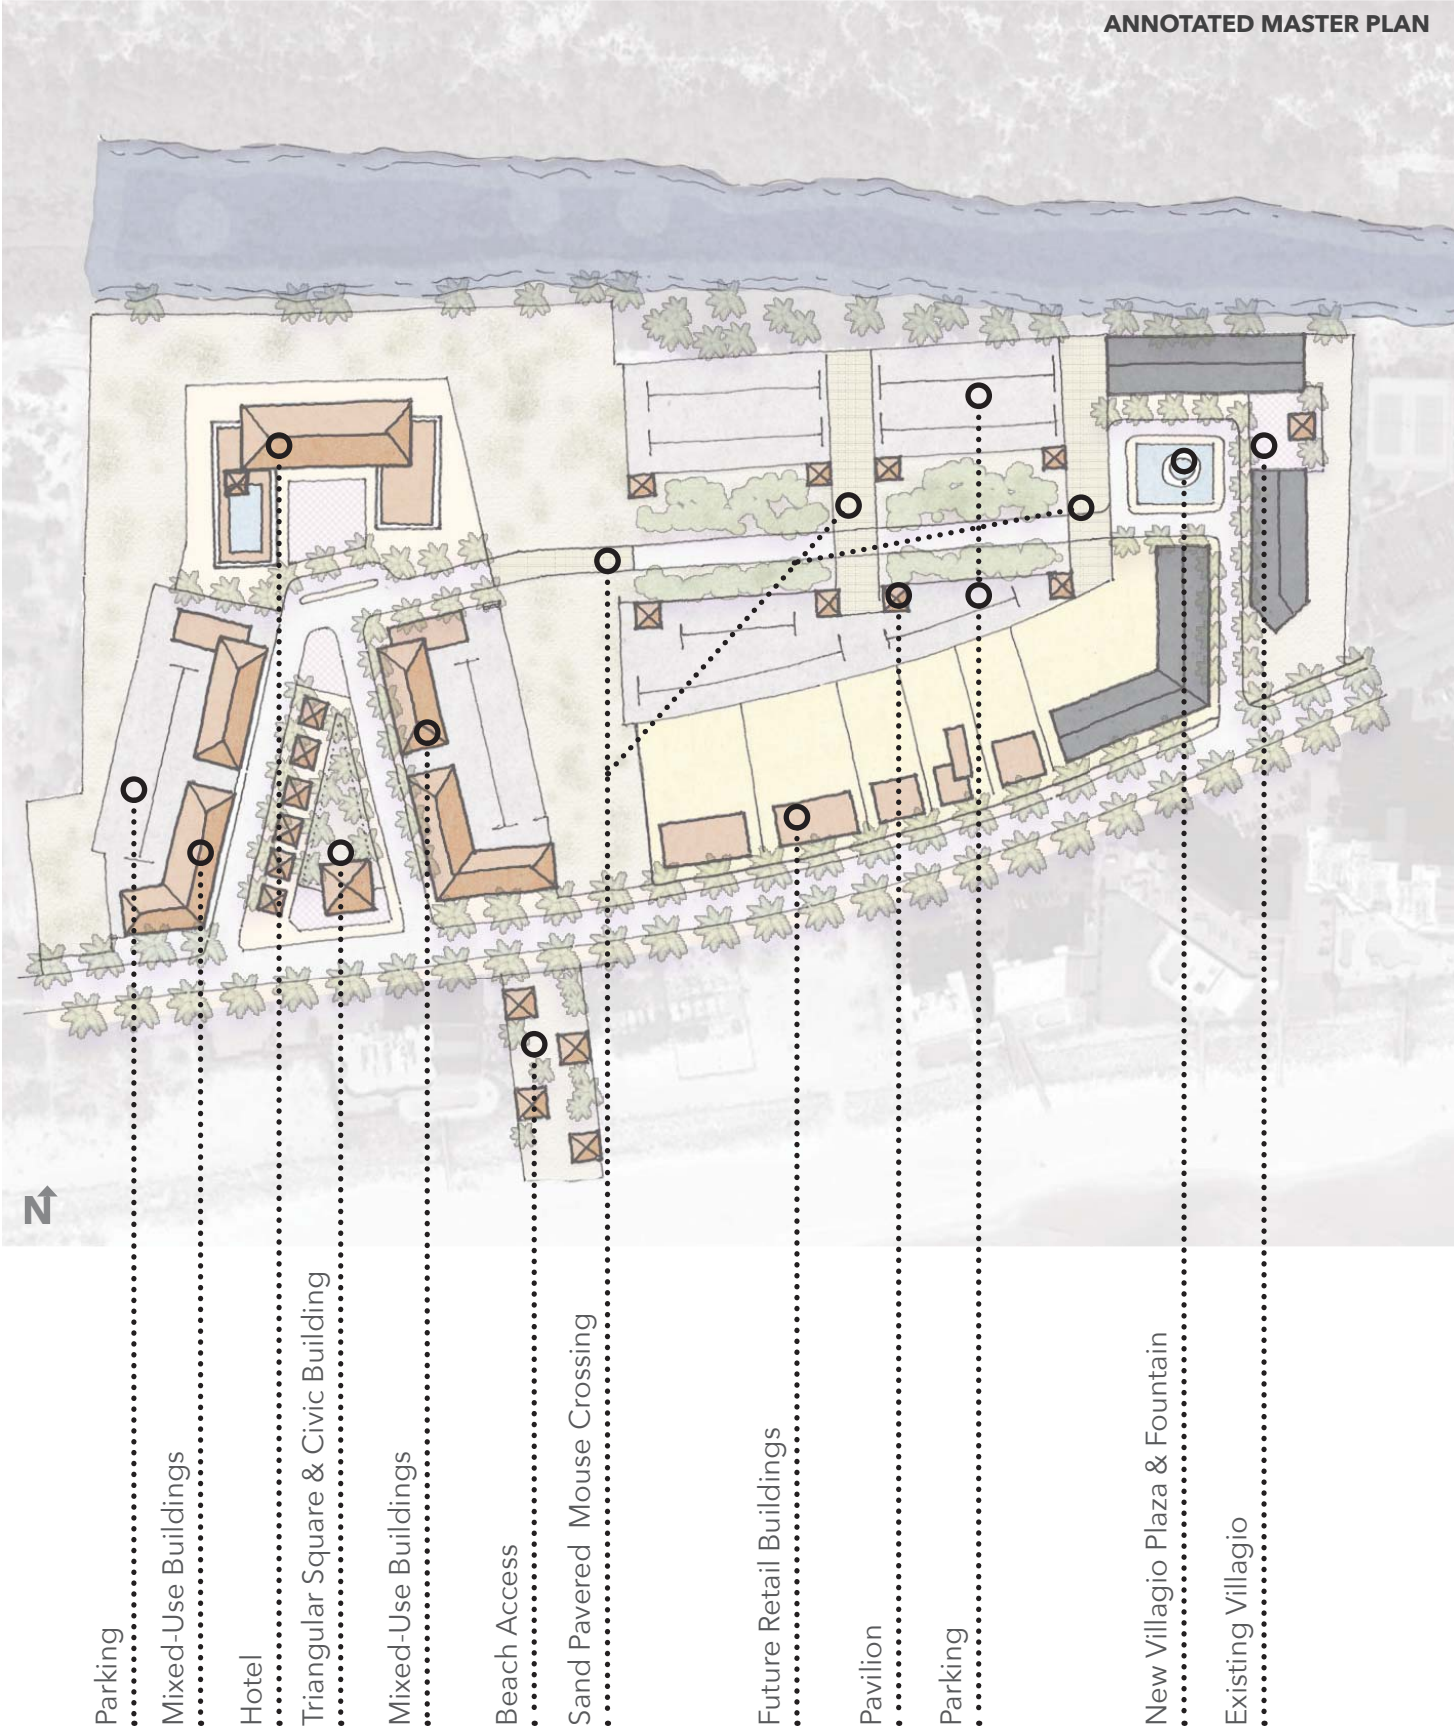 ANNOTATED MASTER PLAN
N
Parking
Mixed-Use Buildings
Hotel
Triangular Square & Civic Building
Mixed-Use Buildings
Beach Access
Sand Pavered  Mouse Crossing
Future Retail Buildings
Pavilion
Parking
New Villagio Plaza & Fountain
Existing Villagio